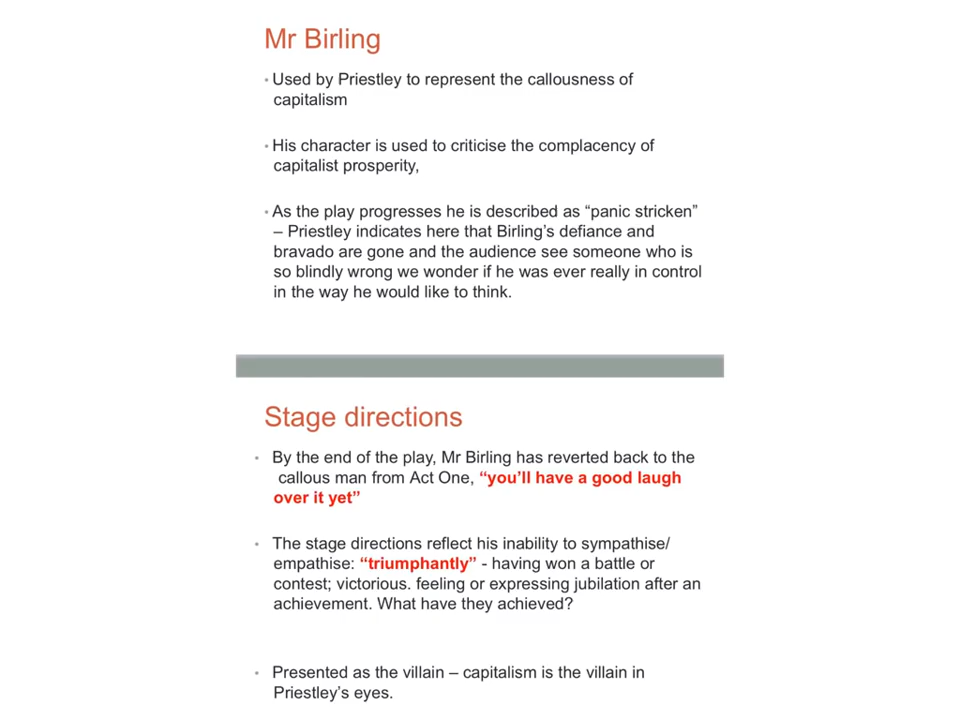 Mr Birling
• Used by Priestley to represent the callousness of
capitalism
• His character is used to criticise the complacency of
capitalist prosperity,
• As the play progresses he is described as “panic stricken”
– Priestley indicates here that Birling’s defiance and
bravado are gone and the audience see someone who is
so blindly wrong we wonder if he was ever really in control
in the way he would like to think.
Stage directions
• By the end of the play, Mr Birling has reverted back to the
callous man from Act One, “you’ll have a good laugh
over it yet”
• The stage directions reflect his inability to sympathise/
empathise: “triumphantly” - having won a battle or
contest; victorious. feeling or expressing jubilation after an
achievement. What have they achieved?
• Presented as the villain – capitalism is the villain in
Priestley’s eyes.